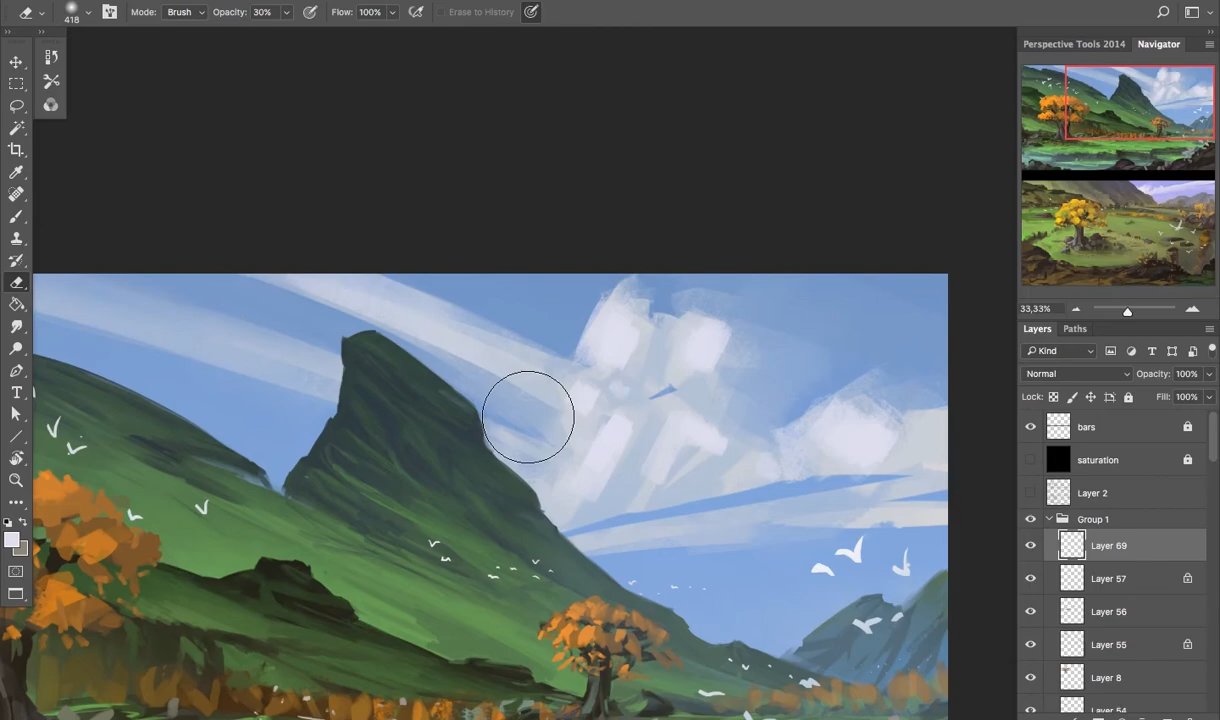 418 Mode: Brush Opacity: 30% Flow: 100% Erase to History
Perspective Tools 2014 Navigator
33,33%
Layers Paths
Kind
Normal Opacity: 100%
Lock: Fill: 100%
bars
saturation
Layer 2
Group 1
Layer 69
Layer 57
Layer 56
Layer 55
Layer 8
Layer 54